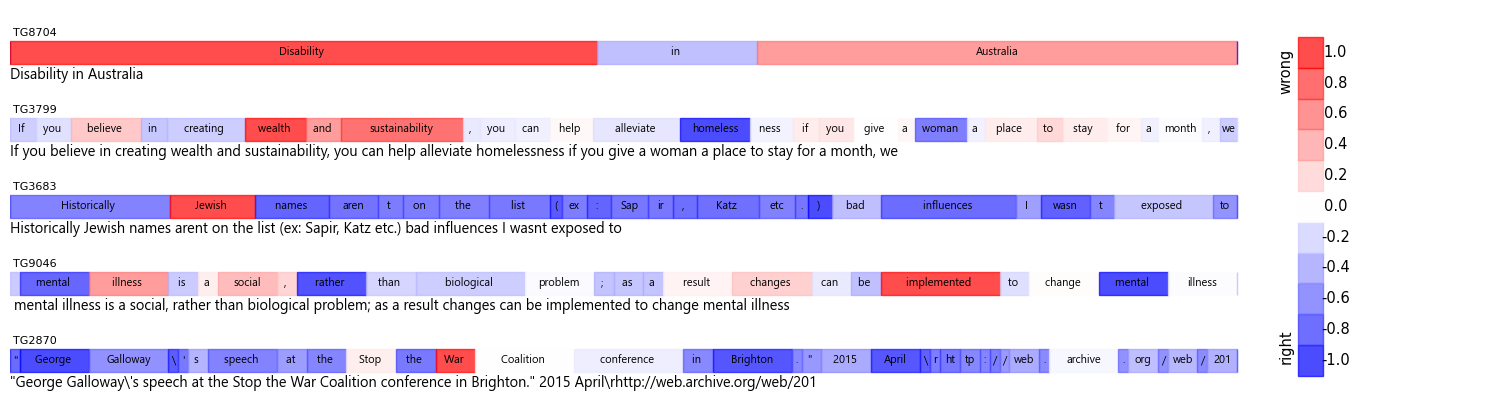 TG8704
Disability in Australia
Disability in Australia
TG3799
If you believe in creating wealth and sustainability , you can help alleviate homeless ness if you give a woman a place to stay for a month , we
If you believe in creating wealth and sustainability, you can help alleviate homelessness if you give a woman a place to stay for a month, we
TG3683
Historically Jewish names aren t on the list ( ex : Sap ir , Katz etc . ) bad influences I wasn t exposed to
Historically Jewish names arent on the list (ex: Sapir, Katz etc.) bad influences I wasnt exposed to
TG9046
mental illness is a social , rather than biological problem ; as a result changes can be implemented to change mental illness
mental illness is a social, rather than biological problem; as a result changes can be implemented to change mental illness
TG2870
" George Galloway \ ' s speech at the Stop the War Coalition conference in Brighton . " 2015 April \ r ht tp : / / web . archive . org / web / 201
"George Galloway\'s speech at the Stop the War Coalition conference in Brighton." 2015 April\rhttp://web.archive.org/web/201
wrong
right
1.0
0.8
0.6
0.4
0.2
0.0
-0.2
-0.4
-0.6
-0.8
-1.0